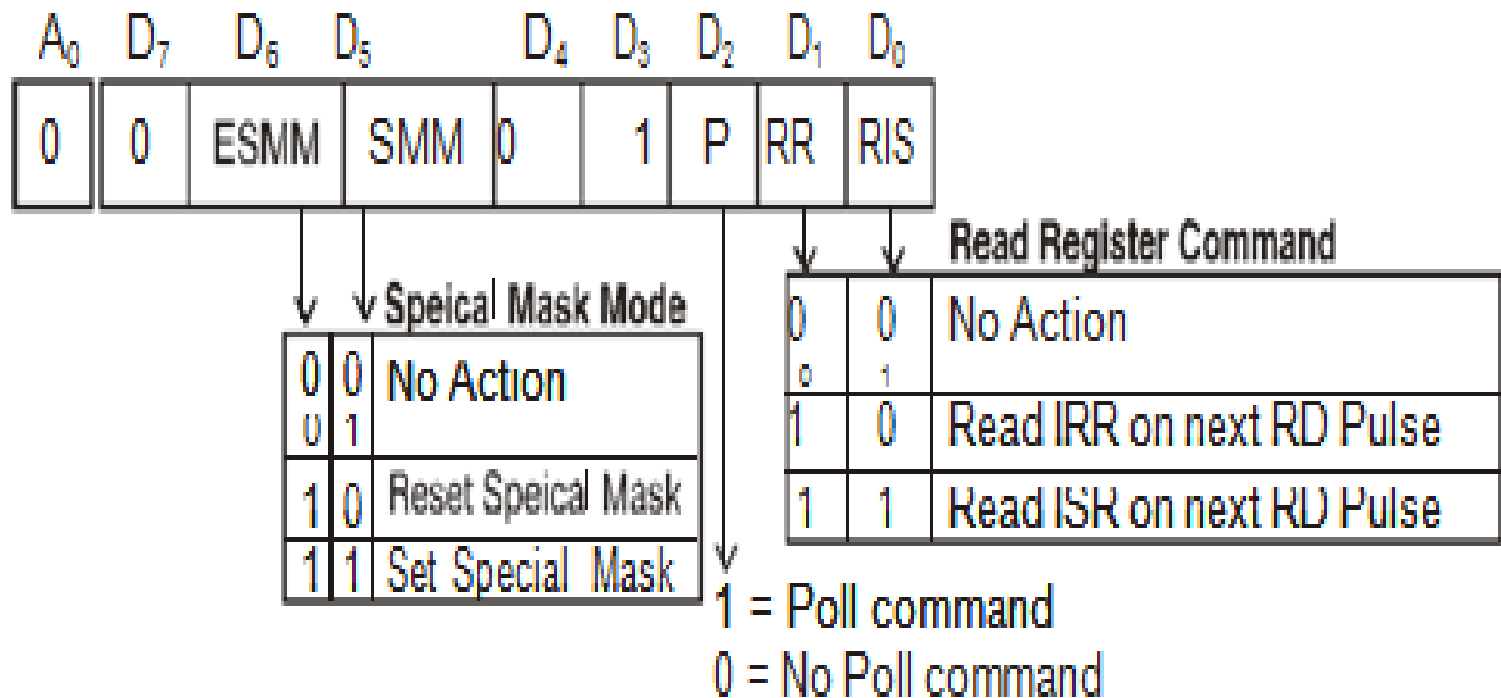 A₀ D₇ D₆ D₅ D₄ D₃ D₂ D₁ D₀
0 0 ESMM SMM 0 1 P RR RIS
Read Register Command
0 0 No Action
0 1
1 0 Read IRR on next RD Pulse
1 1 Read ISR on next RD Pulse
Speical Mask Mode
0 0 No Action
0 1
1 0 Reset Speical Mask
1 1 Set Special Mask
1 = Poll command
0 = No Poll command